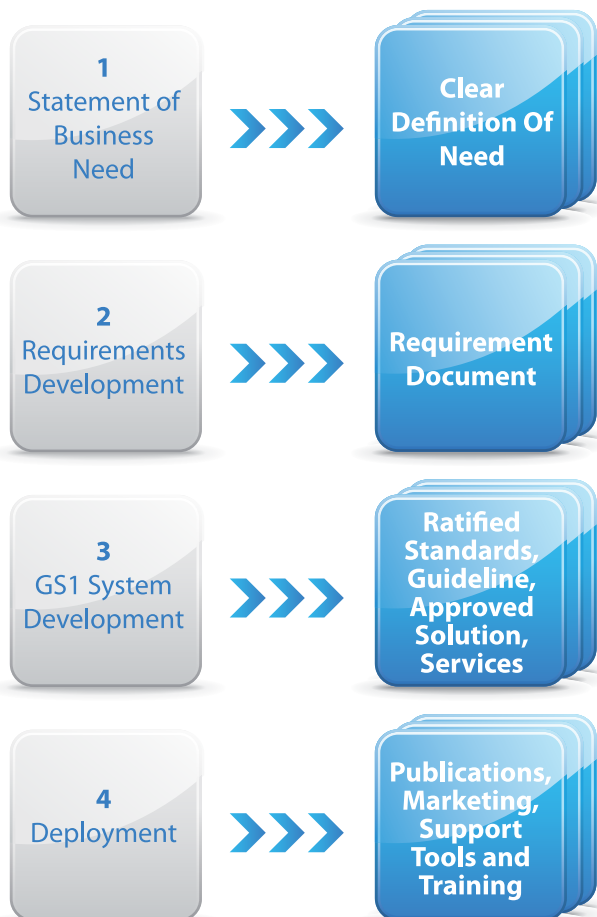 1
Statement of
Business
Need
Clear
Definition Of
Need
2
Requirements
Development
Requirement
Document
3
GS1 System
Development
Ratified
Standards,
Guideline,
Approved
Solution,
Services
4
Deployment
Publications,
Marketing,
Support
Tools and
Training